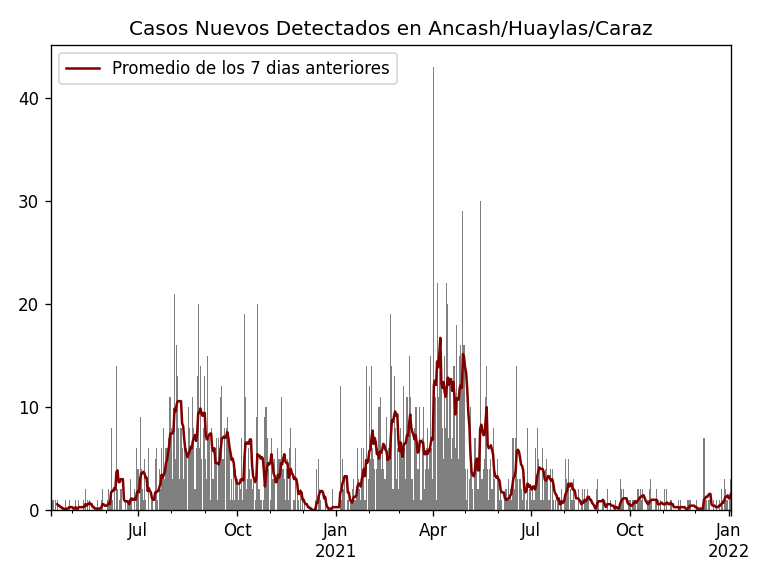 Casos Nuevos Detectados en Ancash/Huaylas/Caraz
Promedio de los 7 dias anteriores
40
30
20
10
0
Jul Oct Jan Apr Jul Oct Jan
2021 2022